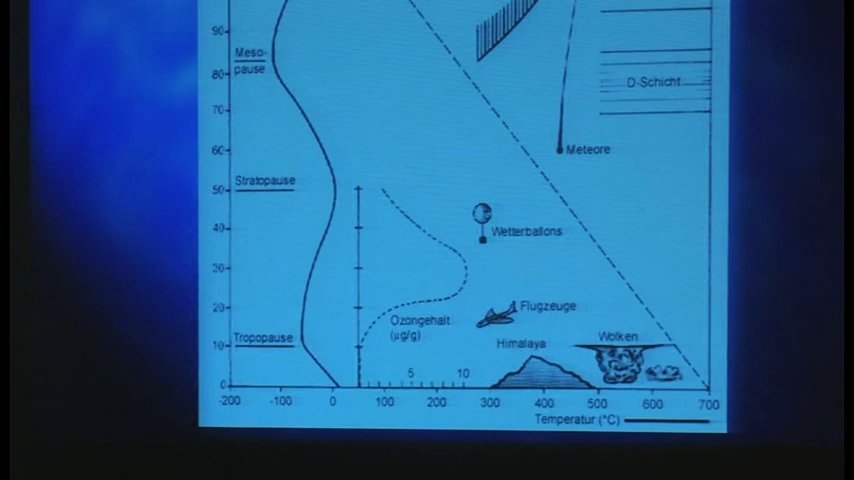 90
Meso-
pause
80
D-Schicht
70
60
Meteore
Stratopause
50
40
Wetterballons
30
20
Flugzeuge
Ozongehalt
(µg/g)
Tropopause
10
Himalaya
Wolken
5
10
0
-200
-100
0
100
200
300
400
500
600
700
Temperatur (°C)